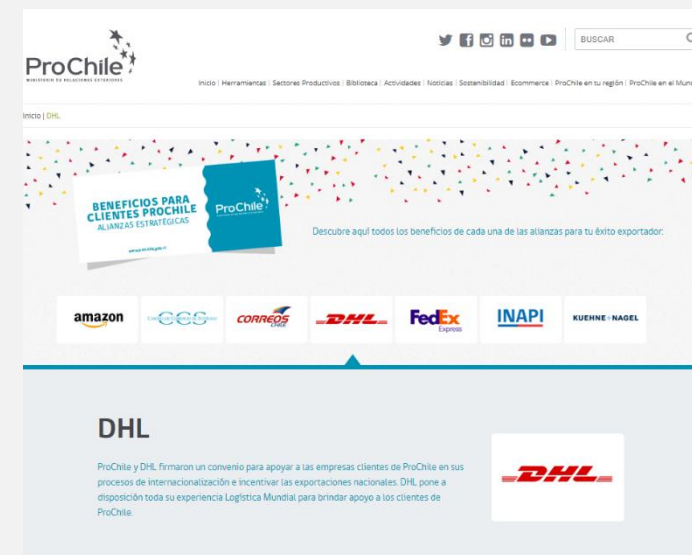 BUSCAR
ProChile
MINISTERIO DE RELACIONES EXTERIORES
Inicio | Herramientas | Sectores Productivos | Biblioteca | Actividades | Noticias | Sostenibilidad | Ecommerce | ProChile en tu región | ProChile en el Mun
Inicio | DHL
BENEFICIOS PARA
CLIENTES PROCHILE
ALIANZAS ESTRATÉGICAS
ProChile
Descubre aquí todos los beneficios de cada una de las alianzas para tu éxito exportador.
amazon
CCS
CORREOS
CHILE
DHL
FedEx
Express
INAPI
KUEHNE+NAGEL
DHL
ProChile y DHL firmaron un convenio para apoyar a las empresas clientes de ProChile en sus
procesos de internacionalización e incentivar las exportaciones nacionales. DHL pone a
disposición toda su experiencia Logística Mundial para brindar apoyo a los clientes de
ProChile.
DHL